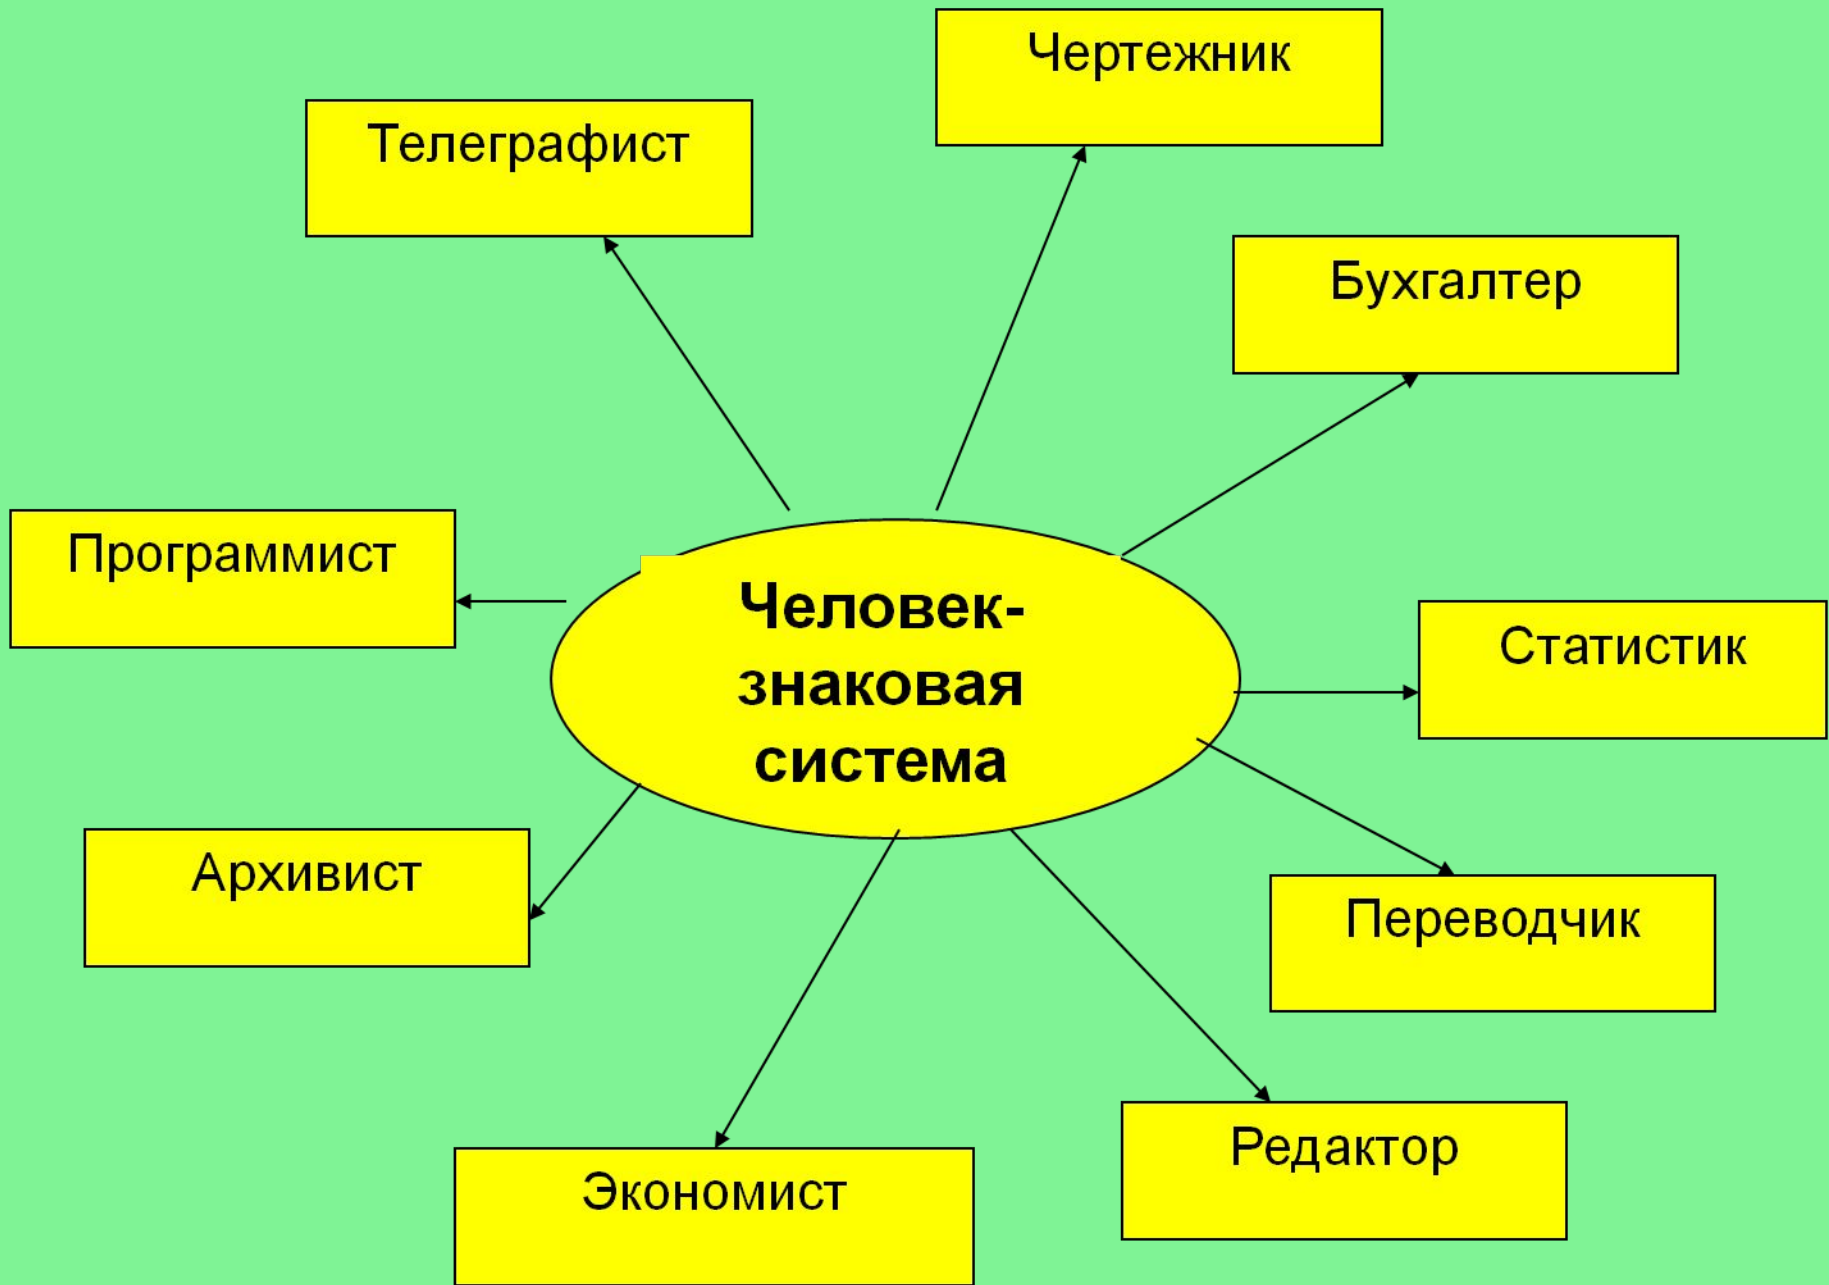 Чертежник
Телеграфист
Бухгалтер
Программист
Человек-
знаковая
система
Статистик
Архивист
Переводчик
Редактор
Экономист